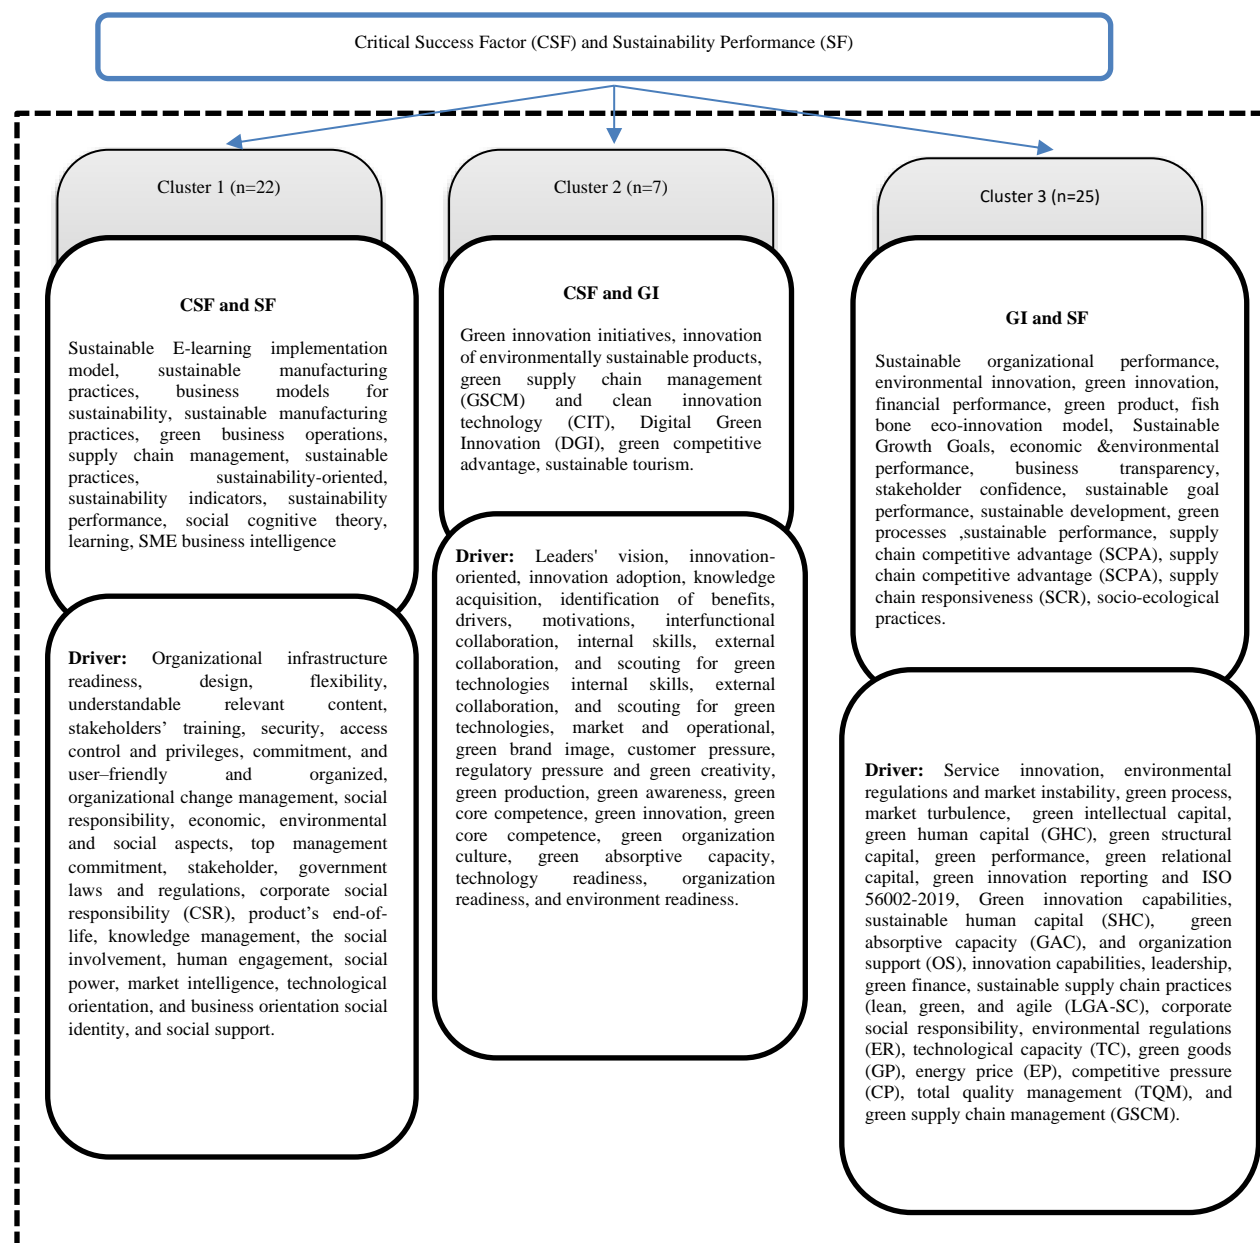 Critical Success Factor (CSF) and Sustainability Performance (SF)
Cluster 1 (n=22)
CSF and SF
Sustainable E-learning implementation
model, sustainable manufacturing
practices, business models for
sustainability, sustainable manufacturing
practices, green business operations,
supply chain management, sustainable
practices, sustainability-oriented,
sustainability indicators, sustainability
performance, social cognitive theory,
learning, SME business intelligence
Driver: Organizational infrastructure
readiness, design, flexibility,
understandable relevant content,
stakeholders’ training, security, access
control and privileges, commitment, and
user–friendly and organized,
organizational change management, social
responsibility, economic, environmental
and social aspects, top management
commitment, stakeholder, government
laws and regulations, corporate social
responsibility (CSR), product’s end-of-
life, knowledge management, the social
involvement, human engagement, social
power, market intelligence, technological
orientation, and business orientation social
identity, and social support.
Cluster 2 (n=7)
CSF and GI
Green innovation initiatives, innovation
of environmentally sustainable products,
green supply chain management
(GSCM) and clean innovation
technology (CIT), Digital Green
Innovation (DGI), green competitive
advantage, sustainable tourism.
Driver: Leaders' vision, innovation-
oriented, innovation adoption, knowledge
acquisition, identification of benefits,
drivers, motivations, interfunctional
collaboration, internal skills, external
collaboration, and scouting for green
technologies internal skills, external
collaboration, and scouting for green
technologies, market and operational,
green brand image, customer pressure,
regulatory pressure and green creativity,
green production, green awareness, green
core competence, green innovation, green
core competence, green organization
culture, green absorptive capacity,
technology readiness, organization
readiness, and environment readiness.
Cluster 3 (n=25)
GI and SF
Sustainable organizational performance,
environmental innovation, green innovation,
financial performance, green product, fish
bone eco-innovation model, Sustainable
Growth Goals, economic &environmental
performance, business transparency,
stakeholder confidence, sustainable goal
performance, sustainable development, green
processes ,sustainable performance, supply
chain competitive advantage (SCPA), supply
chain competitive advantage (SCPA), supply
chain responsiveness (SCR), socio-ecological
practices.
Driver: Service innovation, environmental
regulations and market instability, green process,
market turbulence, green intellectual capital,
green human capital (GHC), green structural
capital, green performance, green relational
capital, green innovation reporting and ISO
56002-2019, Green innovation capabilities,
sustainable human capital (SHC), green
absorptive capacity (GAC), and organization
support (OS), innovation capabilities, leadership,
green finance, sustainable supply chain practices
(lean, green, and agile (LGA-SC), corporate
social responsibility, environmental regulations
(ER), technological capacity (TC), green goods
(GP), energy price (EP), competitive pressure
(CP), total quality management (TQM), and
green supply chain management (GSCM).